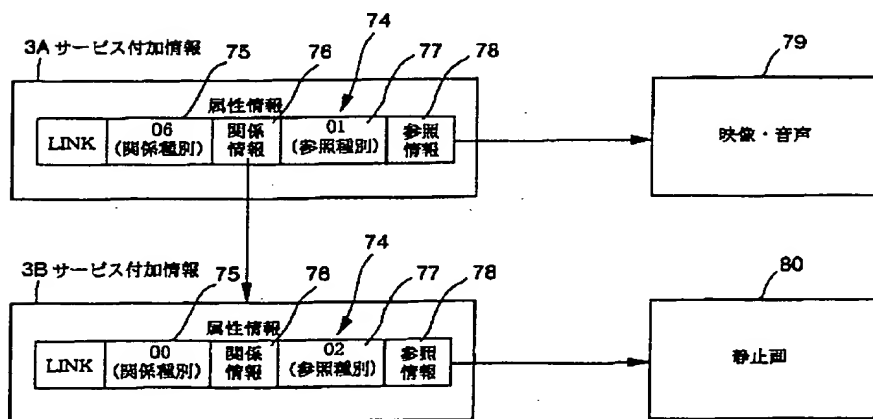 74
3A サービス付加情報
75
76
77
78
79
属性情報
LINK
06
(関係種別)
関係
情報
01
(参照種別)
参照
情報
映像・音声
3B サービス付加情報
75
76
74
77
78
80
属性情報
LINK
00
(関係種別)
関係
情報
02
(参照種別)
参照
情報
静止画